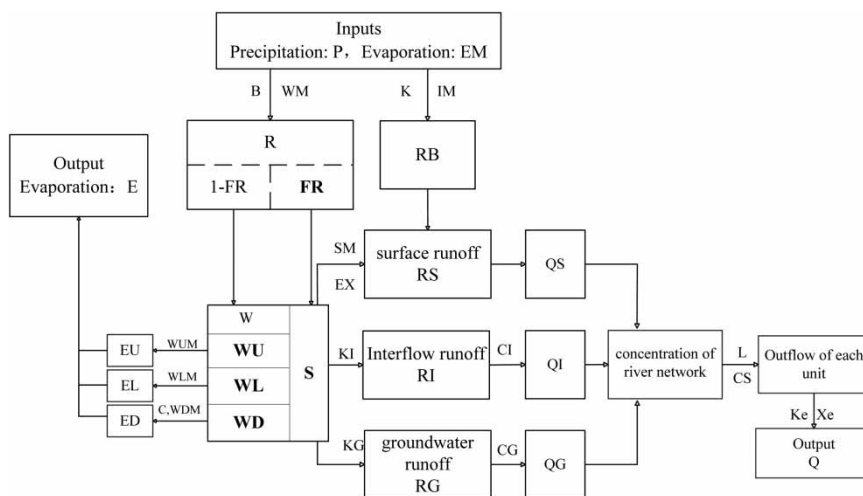 Inputs
Precipitation: P, Evaporation: EM
B
WM
K
IM
R
1-FR
FR
RB
Output
Evaporation: E
SM
EX
surface runoff
RS
QS
W
WU
WL
WD
S
EU
WUM
EL
WLM
ED
C,WDM
KI
Interflow runoff
RI
CI
QI
concentration of
river network
L
CS
Outflow of each
unit
KG
groundwater
runoff
RG
CG
QG
Ke
Xe
Output
Q